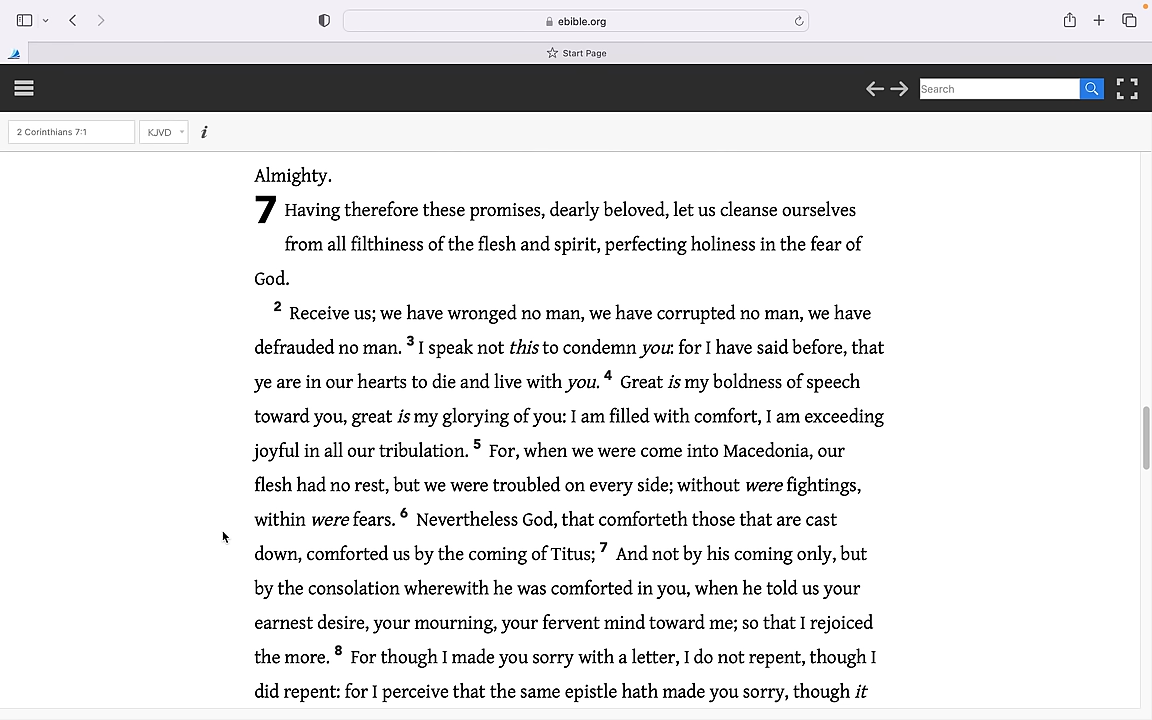 ebible.org
Start Page
Search
2 Corinthians 7:1
KJVD
i
Almighty.
7 Having therefore these promises, dearly beloved, let us cleanse ourselves
from all filthiness of the flesh and spirit, perfecting holiness in the fear of
God.
2 Receive us; we have wronged no man, we have corrupted no man, we have
defrauded no man. 3 I speak not this to condemn you: for I have said before, that
ye are in our hearts to die and live with you. 4 Great is my boldness of speech
toward you, great is my glorying of you: I am filled with comfort, I am exceeding
joyful in all our tribulation. 5 For, when we were come into Macedonia, our
flesh had no rest, but we were troubled on every side; without were fightings,
within were fears. 6 Nevertheless God, that comforteth those that are cast
down, comforted us by the coming of Titus; 7 And not by his coming only, but
by the consolation wherewith he was comforted in you, when he told us your
earnest desire, your mourning, your fervent mind toward me; so that I rejoiced
the more. 8 For though I made you sorry with a letter, I do not repent, though I
did repent: for I perceive that the same epistle hath made you sorry, though it